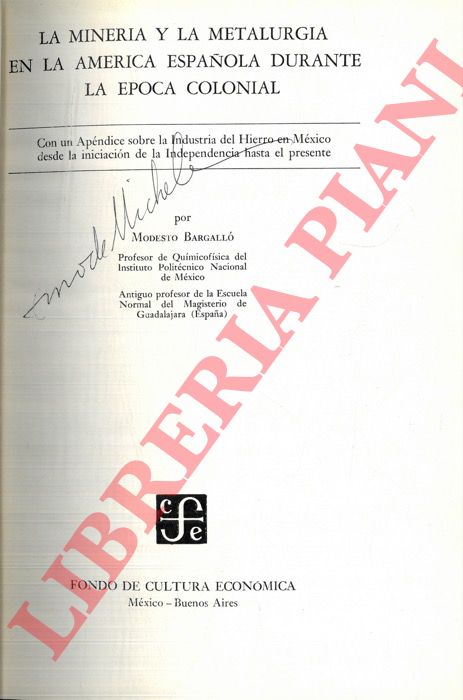 LA MINERIA Y LA METALURGIA
EN LA AMERICA ESPAÑOLA DURANTE
LA EPOCA COLONIAL
Con un Apéndice sobre la Industria del Hierro en México
desde la iniciación de la Independencia hasta el presente
por
MODESTO BARGALLÓ
Profesor de Químicofísica del
Instituto Politécnico Nacional
de México
Antiguo profesor de la Escuela
Normal del Magisterio de
Guadalajara (España)
c f e
FONDO DE CULTURA ECONÓMICA
México – Buenos Aires
LIBRERIA PIANI